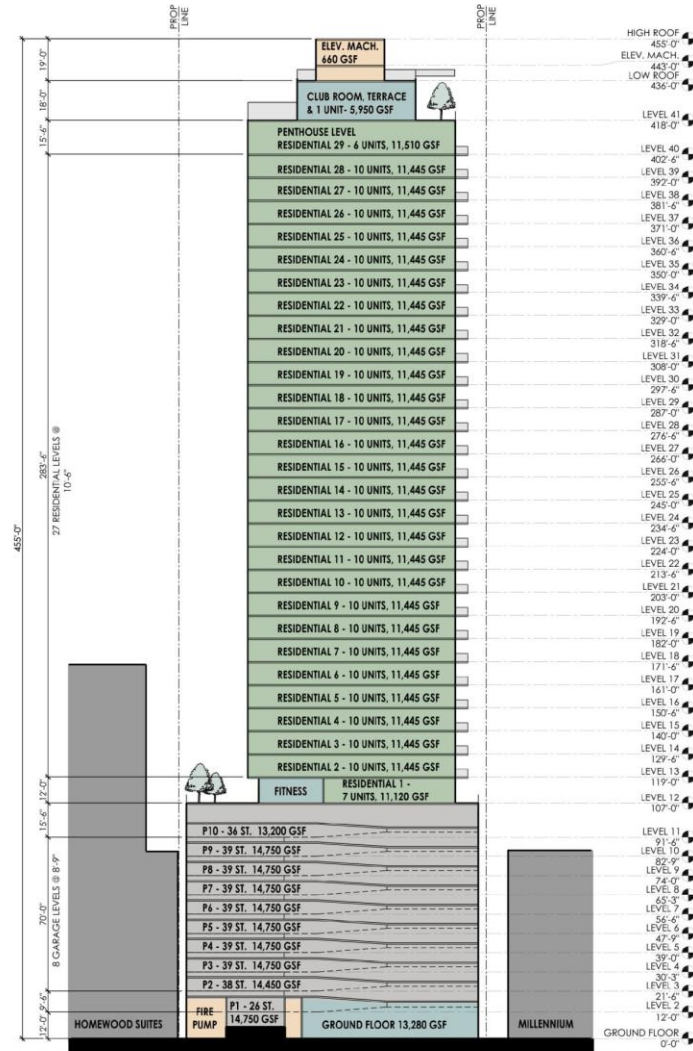 PROP
LINE
PROP
LINE
HIGH ROOF
455'-0"
ELEV. MACH.
443'-0"
LOW ROOF
436'-0"
LEVEL 41
418'-0"
LEVEL 40
402'-6"
LEVEL 39
392'-0"
LEVEL 38
381'-6"
LEVEL 37
371'-0"
LEVEL 36
360'-6"
LEVEL 35
350'-0"
LEVEL 34
339'-6"
LEVEL 33
329'-0"
LEVEL 32
318'-6"
LEVEL 31
308'-0"
LEVEL 30
297'-6"
LEVEL 29
287'-0"
LEVEL 28
276'-6"
LEVEL 27
266'-0"
LEVEL 26
255'-6"
LEVEL 25
245'-0"
LEVEL 24
234'-6"
LEVEL 23
224'-0"
LEVEL 22
213'-6"
LEVEL 21
203'-0"
LEVEL 20
192'-6"
LEVEL 19
182'-0"
LEVEL 18
171'-6"
LEVEL 17
161'-0"
LEVEL 16
150'-6"
LEVEL 15
140'-0"
LEVEL 14
129'-6"
LEVEL 13
119'-0"
LEVEL 12
107'-0"
LEVEL 11
91'-6"
LEVEL 10
82'-9"
LEVEL 9
74'-0"
LEVEL 8
65'-3"
LEVEL 7
56'-6"
LEVEL 6
47'-9"
LEVEL 5
39'-0"
LEVEL 4
30'-3"
LEVEL 3
21'-6"
LEVEL 2
12'-0"
GROUND FLOOR
0'-0"
ELEV. MACH.
660 GSF
CLUB ROOM, TERRACE
& 1 UNIT- 5,950 GSF
PENTHOUSE LEVEL
RESIDENTIAL 29 - 6 UNITS, 11,510 GSF
RESIDENTIAL 28 - 10 UNITS, 11,445 GSF
RESIDENTIAL 27 - 10 UNITS, 11,445 GSF
RESIDENTIAL 26 - 10 UNITS, 11,445 GSF
RESIDENTIAL 25 - 10 UNITS, 11,445 GSF
RESIDENTIAL 24 - 10 UNITS, 11,445 GSF
RESIDENTIAL 23 - 10 UNITS, 11,445 GSF
RESIDENTIAL 22 - 10 UNITS, 11,445 GSF
RESIDENTIAL 21 - 10 UNITS, 11,445 GSF
RESIDENTIAL 20 - 10 UNITS, 11,445 GSF
RESIDENTIAL 19 - 10 UNITS, 11,445 GSF
RESIDENTIAL 18 - 10 UNITS, 11,445 GSF
RESIDENTIAL 17 - 10 UNITS, 11,445 GSF
RESIDENTIAL 16 - 10 UNITS, 11,445 GSF
RESIDENTIAL 15 - 10 UNITS, 11,445 GSF
RESIDENTIAL 14 - 10 UNITS, 11,445 GSF
RESIDENTIAL 13 - 10 UNITS, 11,445 GSF
RESIDENTIAL 12 - 10 UNITS, 11,445 GSF
RESIDENTIAL 11 - 10 UNITS, 11,445 GSF
RESIDENTIAL 10 - 10 UNITS, 11,445 GSF
RESIDENTIAL 9 - 10 UNITS, 11,445 GSF
RESIDENTIAL 8 - 10 UNITS, 11,445 GSF
RESIDENTIAL 7 - 10 UNITS, 11,445 GSF
RESIDENTIAL 6 - 10 UNITS, 11,445 GSF
RESIDENTIAL 5 - 10 UNITS, 11,445 GSF
RESIDENTIAL 4 - 10 UNITS, 11,445 GSF
RESIDENTIAL 3 - 10 UNITS, 11,445 GSF
RESIDENTIAL 2 - 10 UNITS, 11,445 GSF
FITNESS
RESIDENTIAL 1 -
7 UNITS, 11,120 GSF
P10 - 36 ST. 13,200 GSF
P9 - 39 ST. 14,750 GSF
P8 - 39 ST. 14,750 GSF
P7 - 39 ST. 14,750 GSF
P6 - 39 ST. 14,750 GSF
P5 - 39 ST. 14,750 GSF
P4 - 39 ST. 14,750 GSF
P3 - 39 ST. 14,750 GSF
P2 - 38 ST. 14,450 GSF
P1 - 26 ST.
14,750 GSF
FIRE
PUMP
GROUND FLOOR 13,280 GSF
HOMEWOOD SUITES
MILLENNIUM
19'-0"
18'-0"
15'-6"
283'-6"
27 RESIDENTIAL LEVELS @
10'-6"
455'-0"
12'-0"
15'-6"
70'-0"
8 GARAGE LEVELS @ 8'-9"
9'-6"
12'-0"